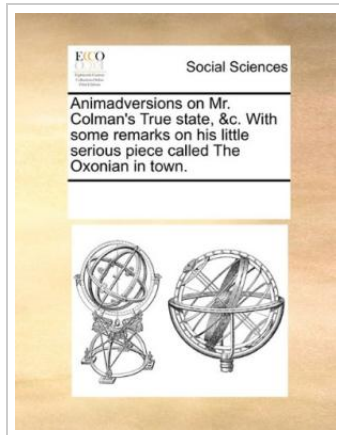 ECCO
Social Sciences
Animadversions on Mr.
Colman's True state, &c. With
some remarks on his little
serious piece called The
Oxonian in town.